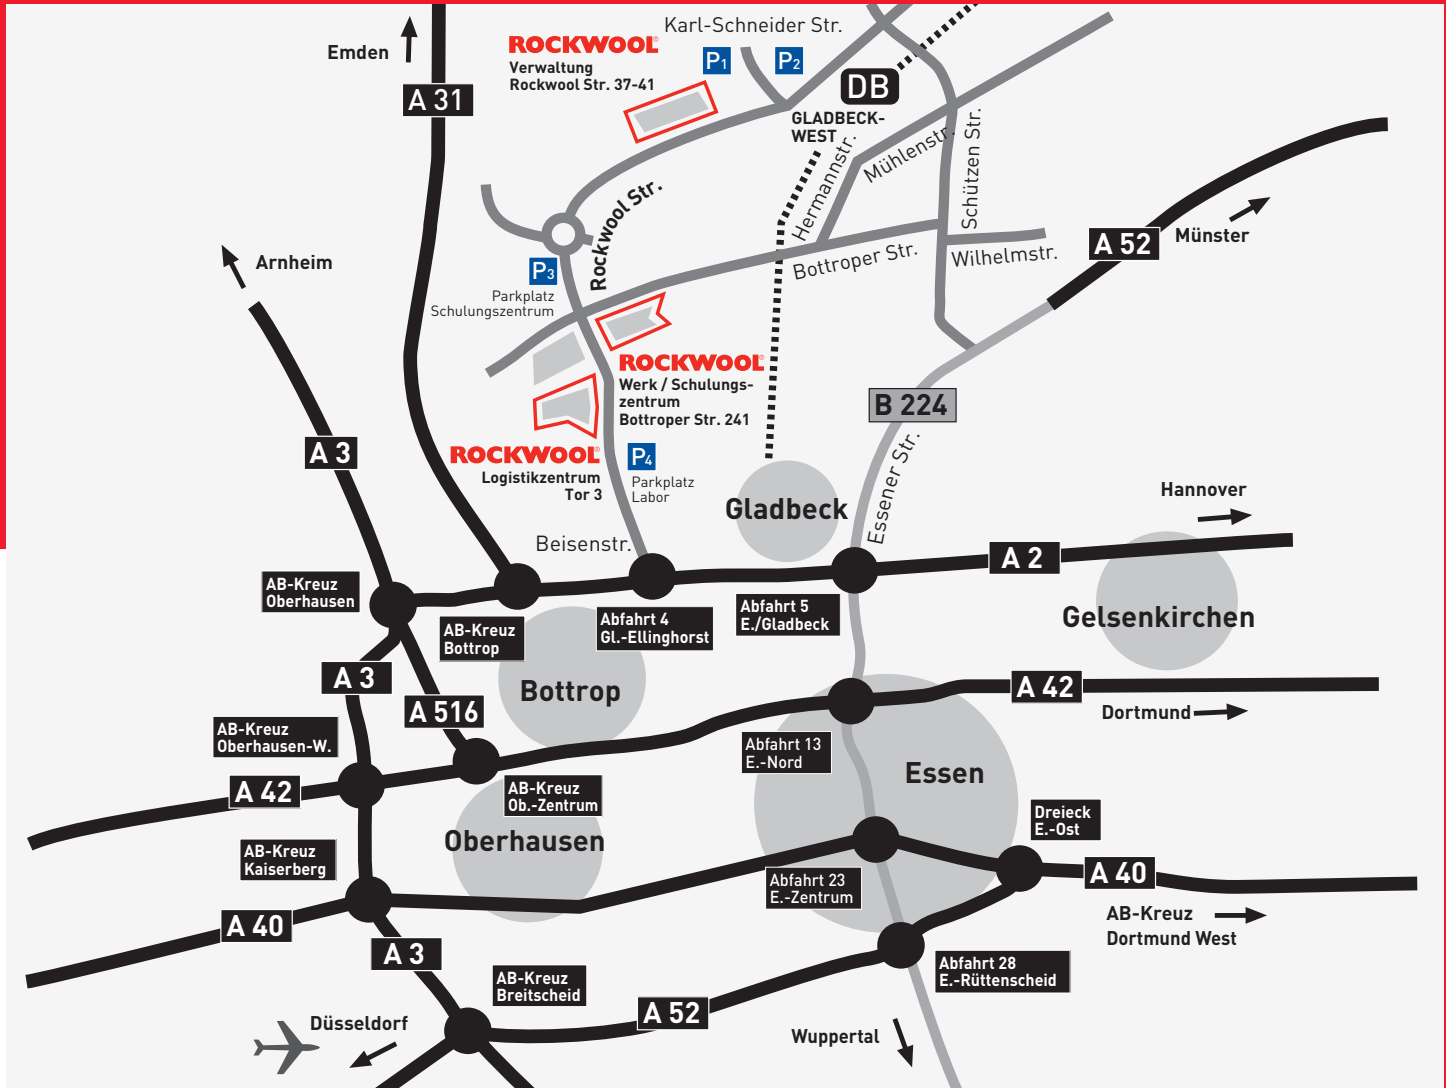 Karl-Schneider Str.
ROCKWOOL®
Verwaltung
Rockwool Str. 37-41
P1
P2
Emden
A 31
DB
GLADBECK-
WEST
Hermannstr.
Mühlenstr.
Schützen Str.
Rockwool Str.
A 52
Münster
Arnheim
P3
Parkplatz
Schulungszentrum
Bottroper Str.
Wilhelmstr.
ROCKWOOL®
Werk / Schulungs-
zentrum
Bottroper Str. 241
B 224
A 3
ROCKWOOL®
Logistikzentrum
Tor 3
P4
Parkplatz
Labor
Essener Str.
Gladbeck
Hannover
Beisenstr.
A 2
AB-Kreuz
Oberhausen
AB-Kreuz
Bottrop
Abfahrt 4
Gl.-Ellinghorst
Abfahrt 5
E./Gladbeck
Gelsenkirchen
A 3
Bottrop
A 42
A 516
Dortmund
AB-Kreuz
Oberhausen-W.
Abfahrt 13
E.-Nord
Essen
A 42
AB-Kreuz
Ob.-Zentrum
Dreieck
E.-Ost
Oberhausen
AB-Kreuz
Kaiserberg
Abfahrt 23
E.-Zentrum
A 40
A 40
AB-Kreuz
Dortmund West
A 3
AB-Kreuz
Breitscheid
Abfahrt 28
E.-Rüttenscheid
A 52
Düsseldorf
Wuppertal